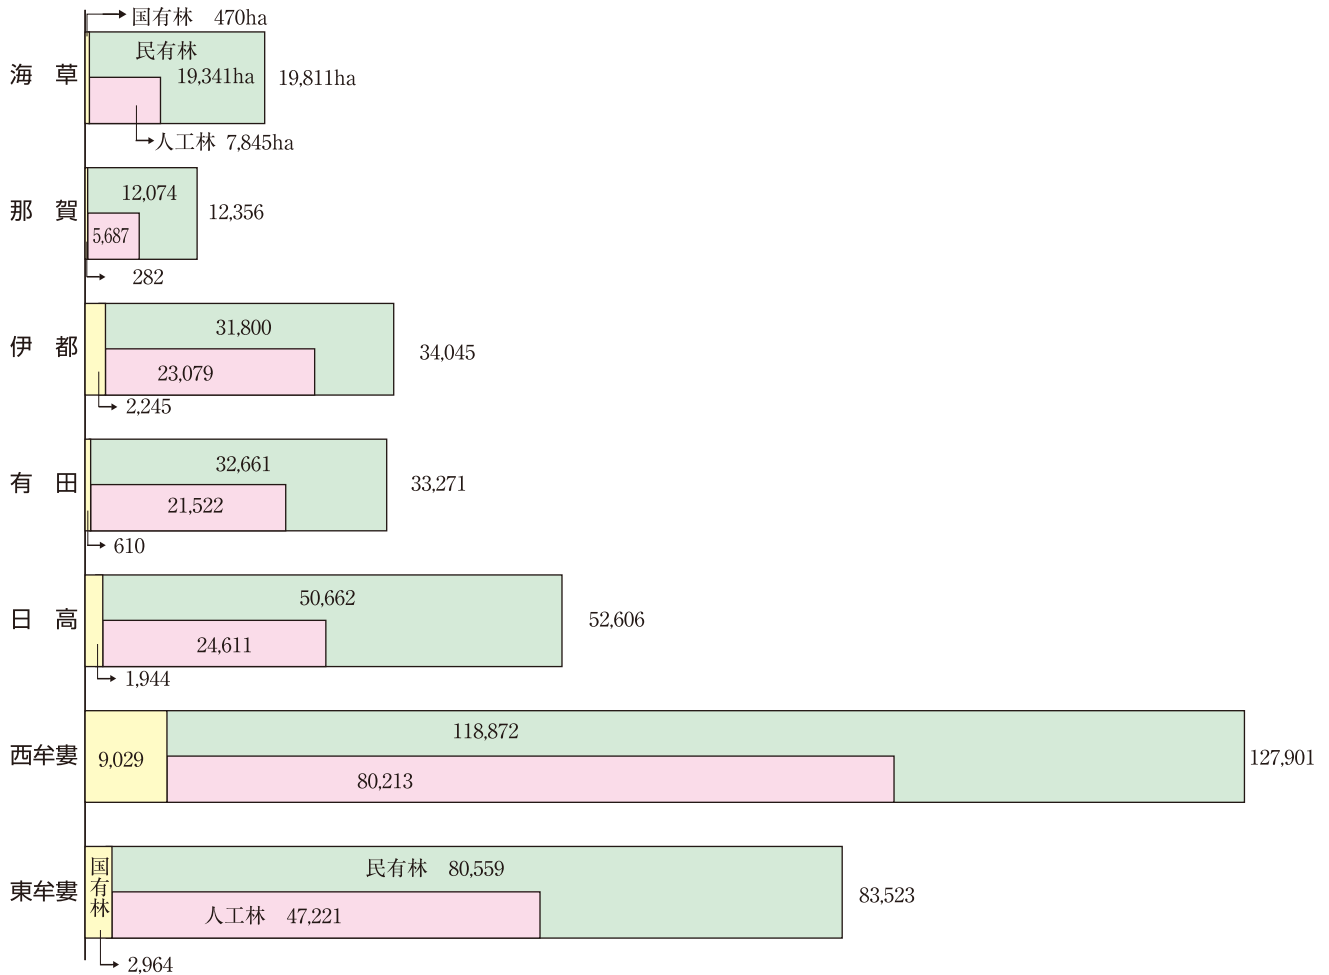 国有林 470ha
民有林
海 草
19,341ha
19,811ha
人工林 7,845ha
12,074
那 賀
12,356
5,687
282
31,800
伊 都
34,045
23,079
2,245
32,661
有 田
33,271
21,522
610
50,662
日 高
52,606
24,611
1,944
118,872
西牟婁
9,029
127,901
80,213
民有林 80,559
国有林
東牟婁
83,523
人工林 47,221
2,964